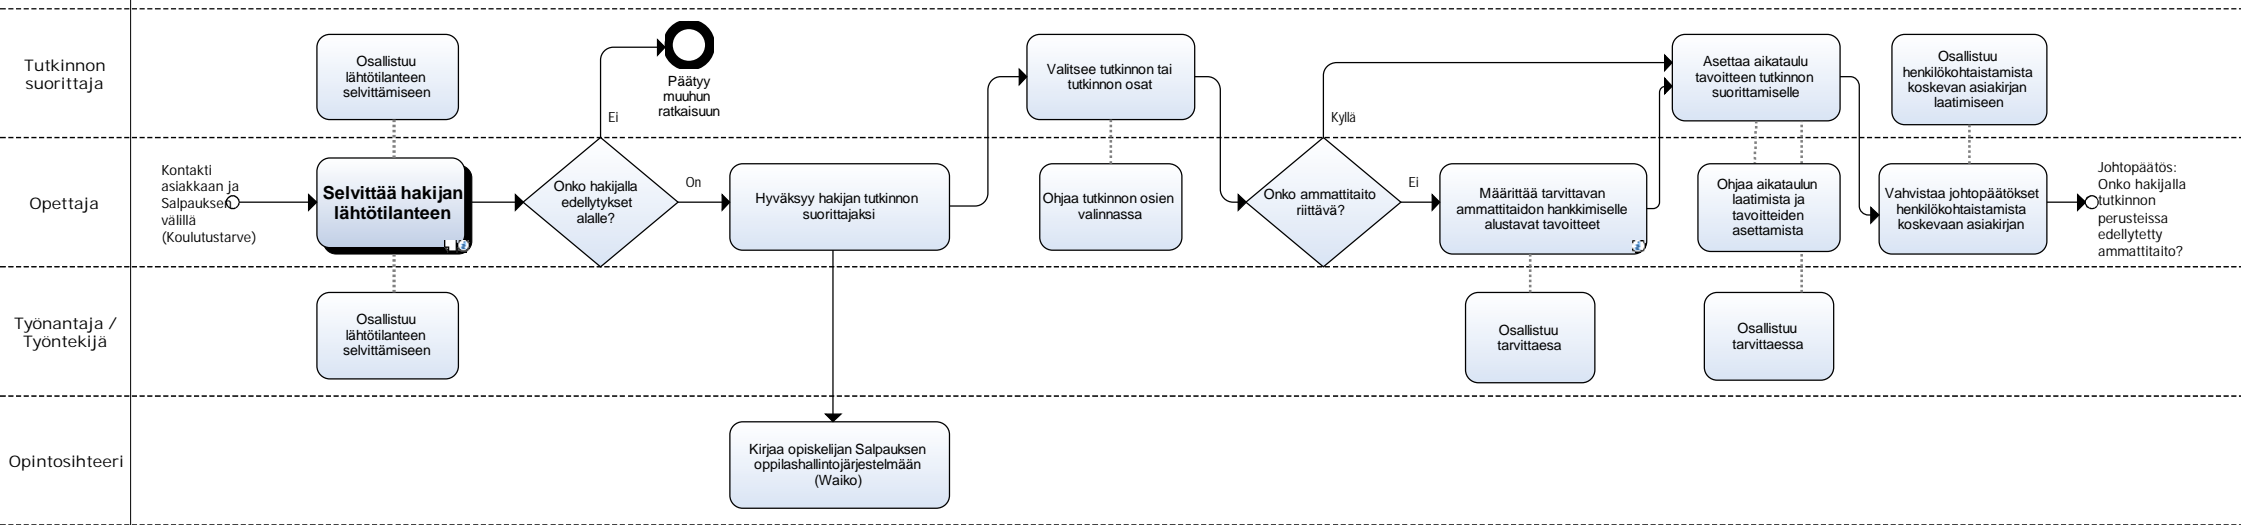 Tutkinnon
suorittaja
Osallistuu
lähtötilanteen
selvittämiseen
Ei
Päätyy
muuhun
ratkaisuun
Valitsee tutkinnon tai
tutkinnon osat
Kyllä
Asettaa aikataulu
tavoitteen tutkinnon
suorittamiselle
Osallistuu
henkilökohtaistamista
koskevan asiakirjan
laatimiseen
Opettaja
Kontakti
asiakkaan ja
Salpauksen
välillä
(Koulutustarve)
Selvittää hakijan
lähtötilanteen
Onko hakijalla
edellytykset
alalle?
On
Hyväksyy hakijan tutkinnon
suorittajaksi
Ohjaa tutkinnon osien
valinnassa
Onko ammattitaito
riittävä?
Ei
Määrittää tarvittavan
ammattitaidon hankkimiselle
alustavat tavoitteet
Ohjaa aikataulun
laatimista ja
tavoitteiden
asettamista
Vahvistaa johtopäätökset
henkilökohtaistamista
koskevaan asiakirjan
Johtopäätös:
Onko hakijalla
tutkinnon
perusteissa
edellytetty
ammattitaito?
Työnantaja /
Työntekijä
Osallistuu
lähtötilanteen
selvittämiseen
Osallistuu
tarvittaesa
Osallistuu
tarvittaessa
Opintosihteeri
Kirjaa opiskelijan Salpauksen
oppilashallintojärjestelmään
(Waiko)